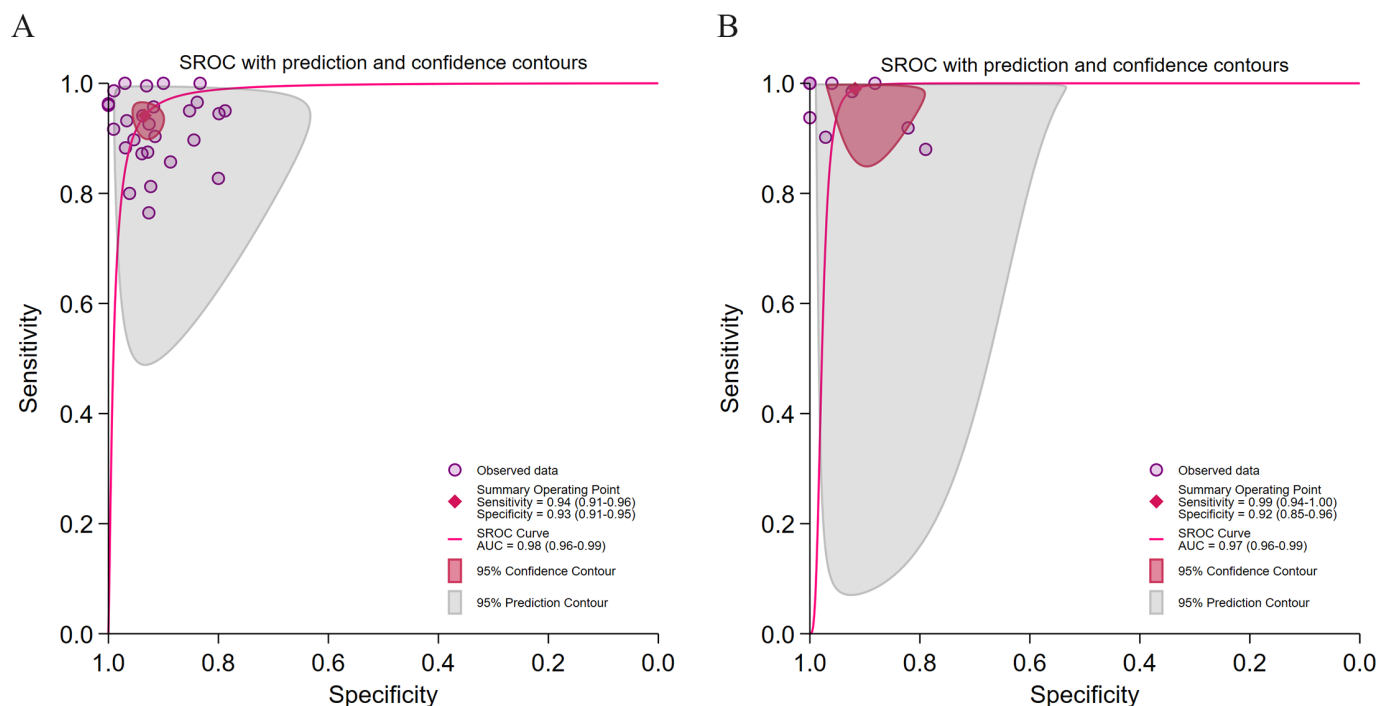 A
SROC with prediction and confidence contours
1.0
0.8
0.6
0.4
0.2
0.0
Sensitivity
1.0
0.8
0.6
0.4
0.2
0.0
Specificity
Observed data
Summary Operating Point
Sensitivity = 0.94 (0.91-0.96)
Specificity = 0.93 (0.91-0.95)
SROC Curve
AUC = 0.98 (0.96-0.99)
95% Confidence Contour
95% Prediction Contour
B
SROC with prediction and confidence contours
1.0
0.8
0.6
0.4
0.2
0.0
Sensitivity
1.0
0.8
0.6
0.4
0.2
0.0
Specificity
Observed data
Summary Operating Point
Sensitivity = 0.99 (0.94-1.00)
Specificity = 0.92 (0.85-0.96)
SROC Curve
AUC = 0.97 (0.96-0.99)
95% Confidence Contour
95% Prediction Contour